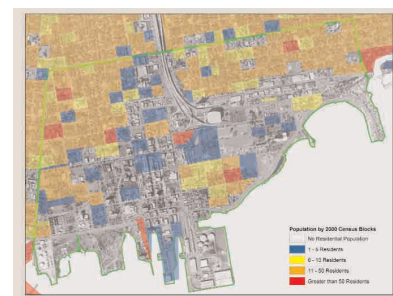 Population by 2000 Census Blocks
No Residential Population
1 - 5 Residents
6 - 10 Residents
11 - 50 Residents
Greater than 50 Residents